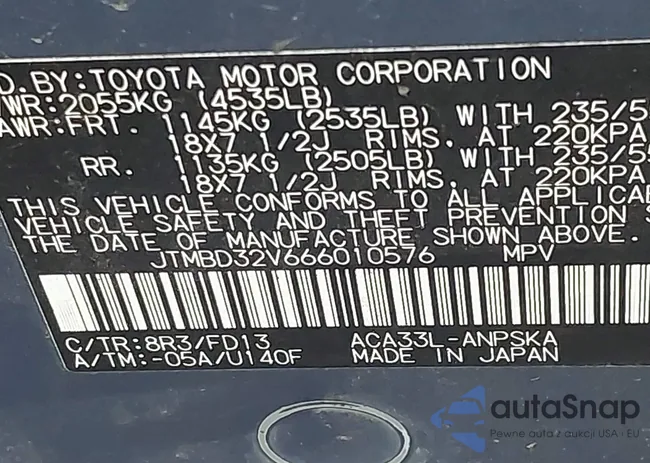 D.BY:TOYOTA MOTOR CORPORATION
WR:2055KG (4535LB)
AWR:FRT. 1145KG (2535LB) WITH 235/55
18X7 1/2J RIMS. AT 220KPA
RR. 1135KG (2505LB) WITH 235/55
18X7 1/2J RIMS. AT 220KPA
THIS VEHICLE CONFORMS TO ALL APPLICAB
VEHICLE SAFETY AND THEFT PREVENTION S
THE DATE OF MANUFACTURE SHOWN ABOVE.
JTMBD32V666010576 MPV
C/TR:8R3/FD13 ACA33L-ANPSKA
A/TM:-05A/U140F MADE IN JAPAN
autaSnap
Pewne auta z aukcji USA · EU